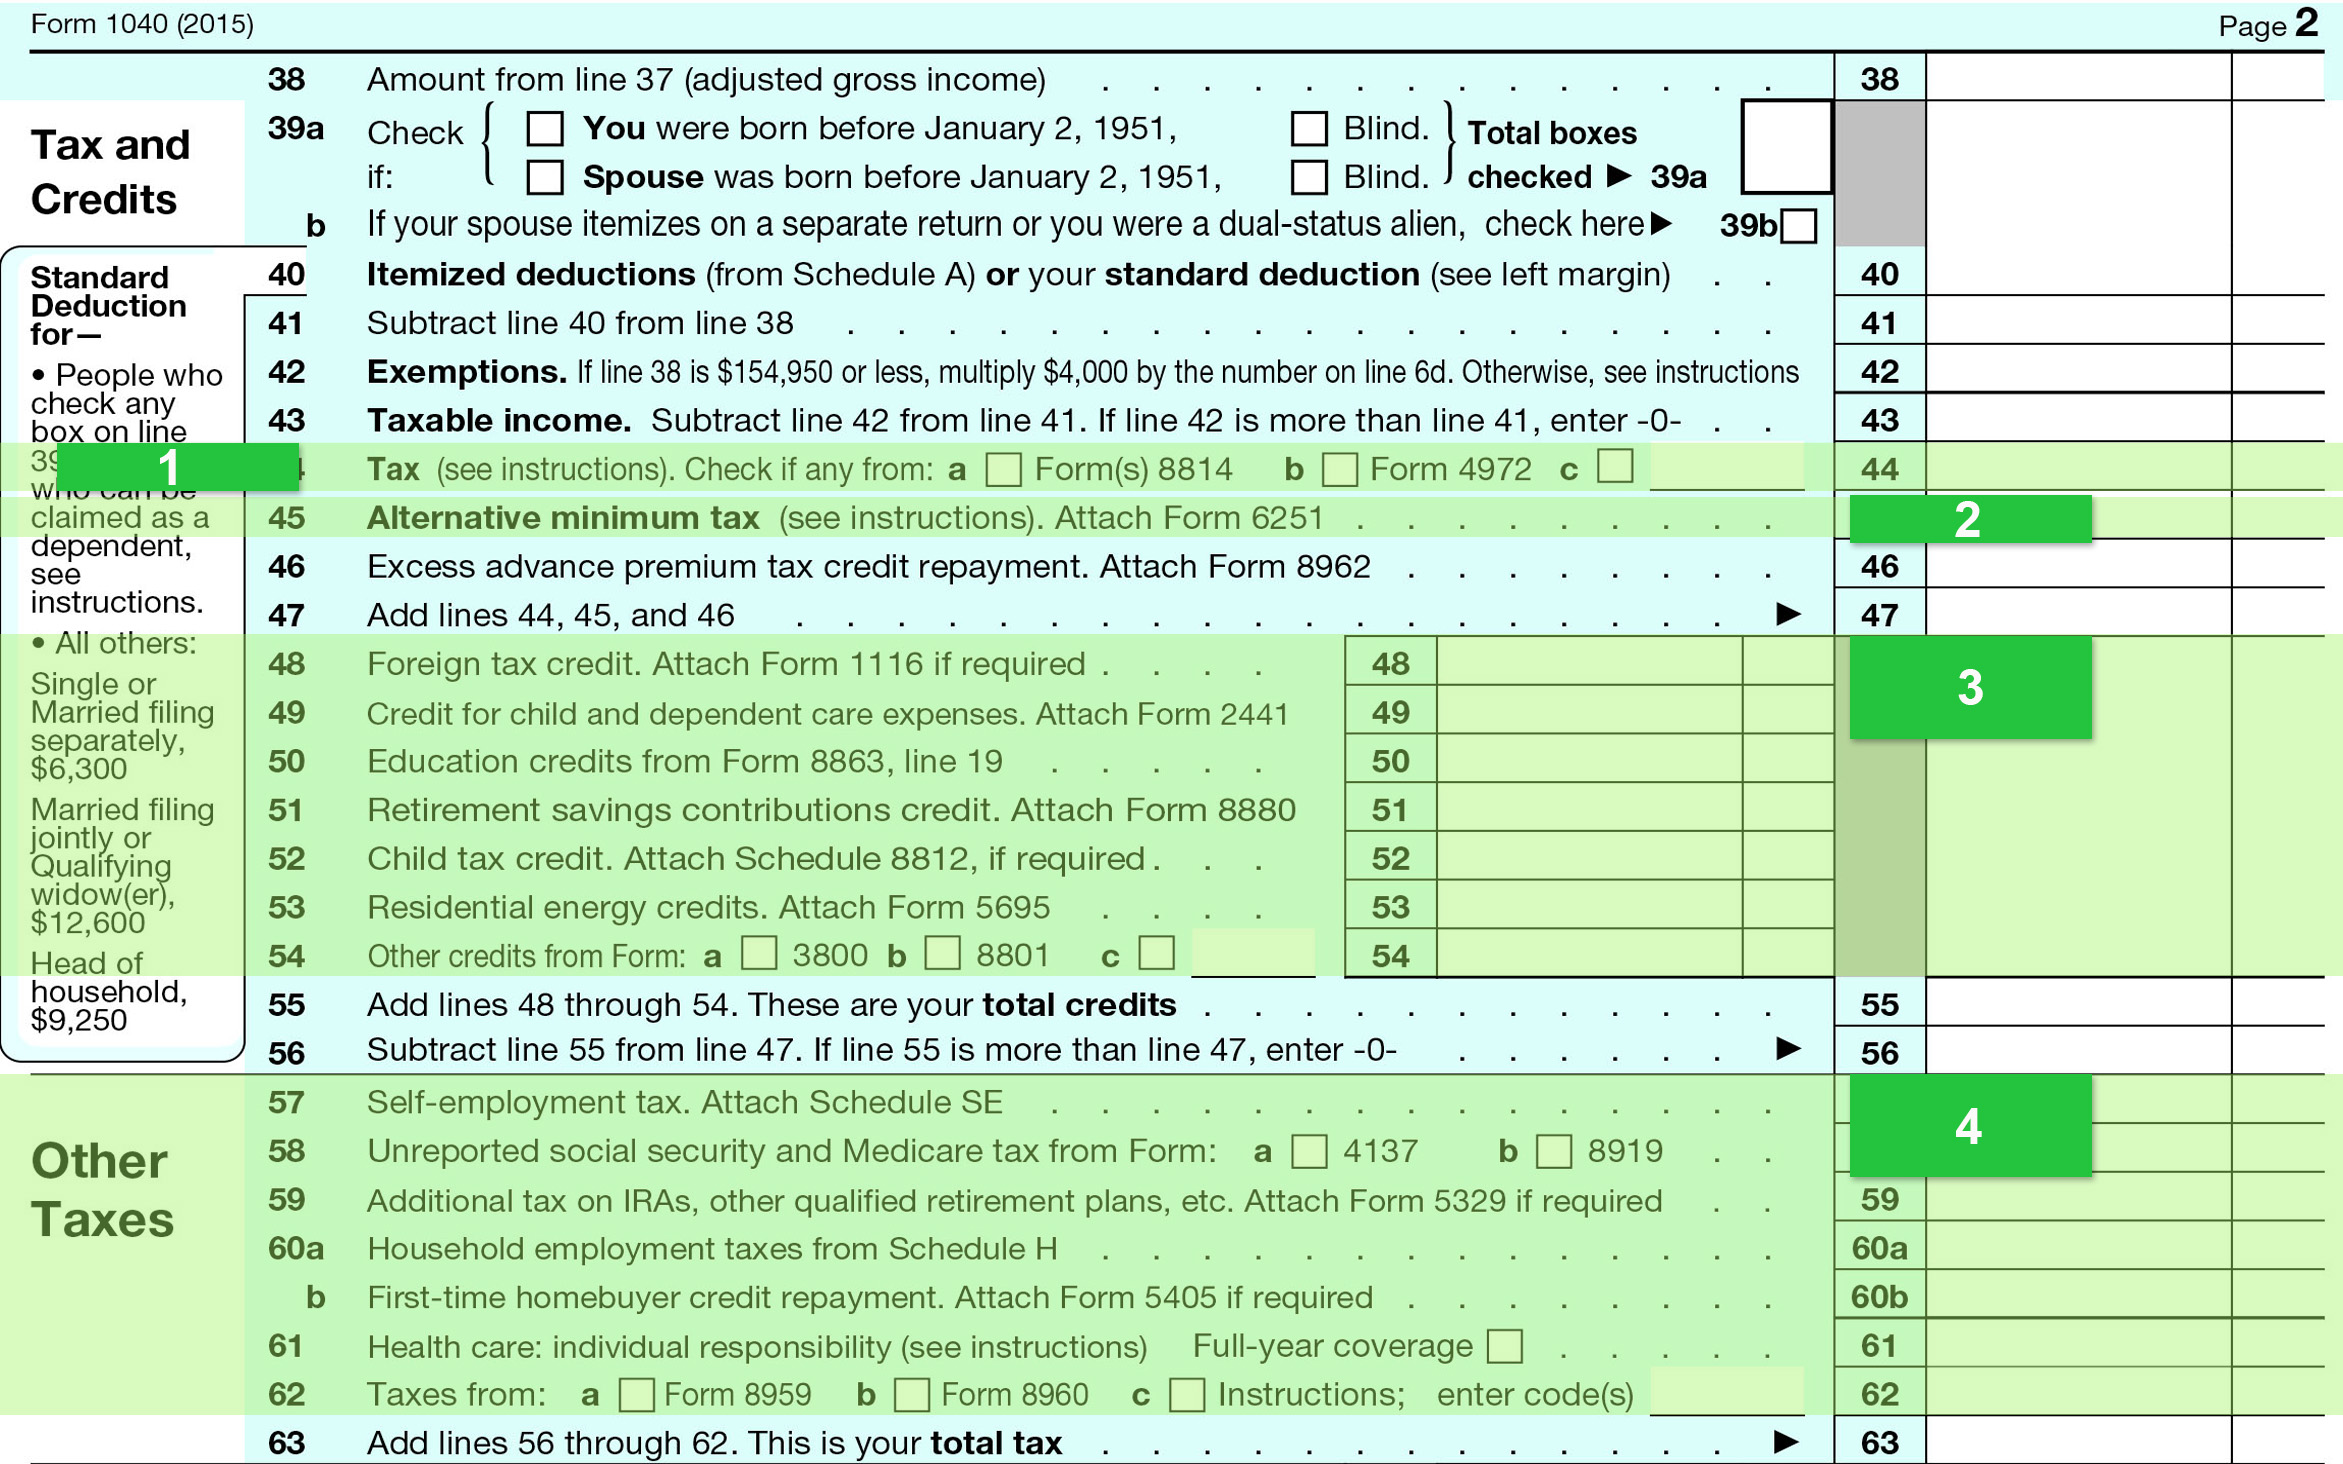 Form 1040 (2015) Page 2
38 Amount from line 37 (adjusted gross income) . . . . . . . . . . . . . . 38
Tax and
Credits
39a Check if: { You were born before January 2, 1951, Blind. } Total boxes
Spouse was born before January 2, 1951, Blind. checked ▶ 39a
b If your spouse itemizes on a separate return or you were a dual-status alien, check here ▶ 39b
Standard
Deduction
for—
• People who
check any
box on line
who can be
claimed as a
dependent,
see
instructions.
• All others:
Single or
Married filing
separately,
$6,300
Married filing
jointly or
Qualifying
widow(er),
$12,600
Head of
household,
$9,250
40 Itemized deductions (from Schedule A) or your standard deduction (see left margin) . . 40
41 Subtract line 40 from line 38 . . . . . . . . . . . . . . . . . . . 41
42 Exemptions. If line 38 is $154,950 or less, multiply $4,000 by the number on line 6d. Otherwise, see instructions 42
43 Taxable income. Subtract line 42 from line 41. If line 42 is more than line 41, enter -0- . . 43
1 Tax (see instructions). Check if any from: a Form(s) 8814 b Form 4972 c 44
45 Alternative minimum tax (see instructions). Attach Form 6251 . . . . . . . . . 2
46 Excess advance premium tax credit repayment. Attach Form 8962 . . . . . . . . 46
47 Add lines 44, 45, and 46 . . . . . . . . . . . . . . . . . . . ▶ 47
48 Foreign tax credit. Attach Form 1116 if required . . . . 48
3
49 Credit for child and dependent care expenses. Attach Form 2441 49
50 Education credits from Form 8863, line 19 . . . . . 50
51 Retirement savings contributions credit. Attach Form 8880 51
52 Child tax credit. Attach Schedule 8812, if required . . . 52
53 Residential energy credits. Attach Form 5695 . . . . 53
54 Other credits from Form: a 3800 b 8801 c 54
55 Add lines 48 through 54. These are your total credits . . . . . . . . . . . . 55
56 Subtract line 55 from line 47. If line 55 is more than line 47, enter -0- . . . . . . ▶ 56
Other
Taxes
57 Self-employment tax. Attach Schedule SE . . . . . . . . . . . . . . .
4
58 Unreported social security and Medicare tax from Form: a 4137 b 8919 . .
59 Additional tax on IRAs, other qualified retirement plans, etc. Attach Form 5329 if required . . 59
60a Household employment taxes from Schedule H . . . . . . . . . . . . . . 60a
b First-time homebuyer credit repayment. Attach Form 5405 if required . . . . . . . . 60b
61 Health care: individual responsibility (see instructions) Full-year coverage . . . . . 61
62 Taxes from: a Form 8959 b Form 8960 c Instructions; enter code(s) 62
63 Add lines 56 through 62. This is your total tax . . . . . . . . . . . . . ▶ 63